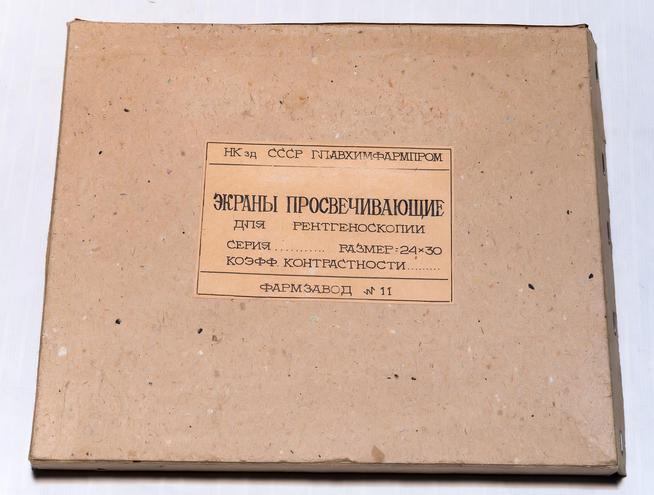 НКзд СССР ГЛАВХИМФАРМПРОМ
ЭКРАНЫ ПРОСВЕЧИВАЮЩИЕ
ДЛЯ РЕНТГЕНОСКОПИИ
СЕРИЯ ............ РАЗМЕР: 24×30
КОЭФФ. КОНТРАСТНОСТИ .........
ФАРМЗАВОД № 11